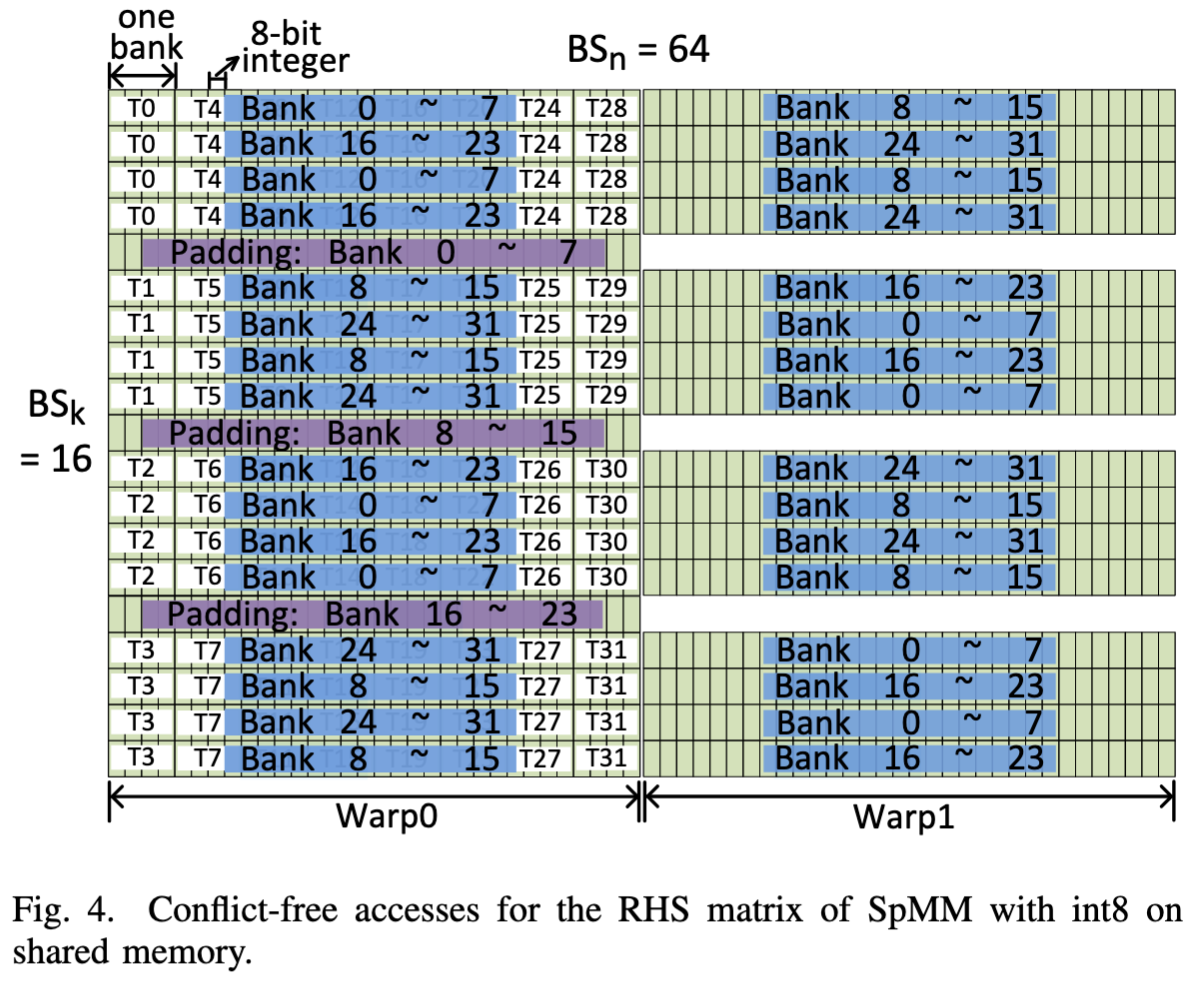 one
bank
8-bit
integer
BSn = 64
T0 T4 Bank 0 ~ 7 T24 T28 Bank 8 ~ 15
T0 T4 Bank 16 ~ 23 T24 T28 Bank 24 ~ 31
T0 T4 Bank 0 ~ 7 T24 T28 Bank 8 ~ 15
T0 T4 Bank 16 ~ 23 T24 T28 Bank 24 ~ 31
Padding: Bank 0 ~ 7
T1 T5 Bank 8 ~ 15 T25 T29 Bank 16 ~ 23
T1 T5 Bank 24 ~ 31 T25 T29 Bank 0 ~ 7
T1 T5 Bank 8 ~ 15 T25 T29 Bank 16 ~ 23
T1 T5 Bank 24 ~ 31 T25 T29 Bank 0 ~ 7
BSk
= 16
Padding: Bank 8 ~ 15
T2 T6 Bank 16 ~ 23 T26 T30 Bank 24 ~ 31
T2 T6 Bank 0 ~ 7 T26 T30 Bank 8 ~ 15
T2 T6 Bank 16 ~ 23 T26 T30 Bank 24 ~ 31
T2 T6 Bank 0 ~ 7 T26 T30 Bank 8 ~ 15
Padding: Bank 16 ~ 23
T3 T7 Bank 24 ~ 31 T27 T31 Bank 0 ~ 7
T3 T7 Bank 8 ~ 15 T27 T31 Bank 16 ~ 23
T3 T7 Bank 24 ~ 31 T27 T31 Bank 0 ~ 7
T3 T7 Bank 8 ~ 15 T27 T31 Bank 16 ~ 23
Warp0 Warp1
Fig. 4. Conflict-free accesses for the RHS matrix of SpMM with int8 on
shared memory.